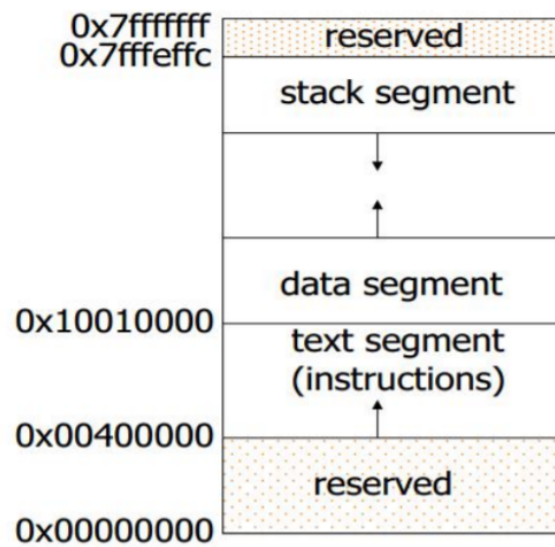 0x7fffffff
reserved
0x7fffeffc
stack segment
data segment
0x10010000
text segment
(instructions)
0x00400000
reserved
0x00000000